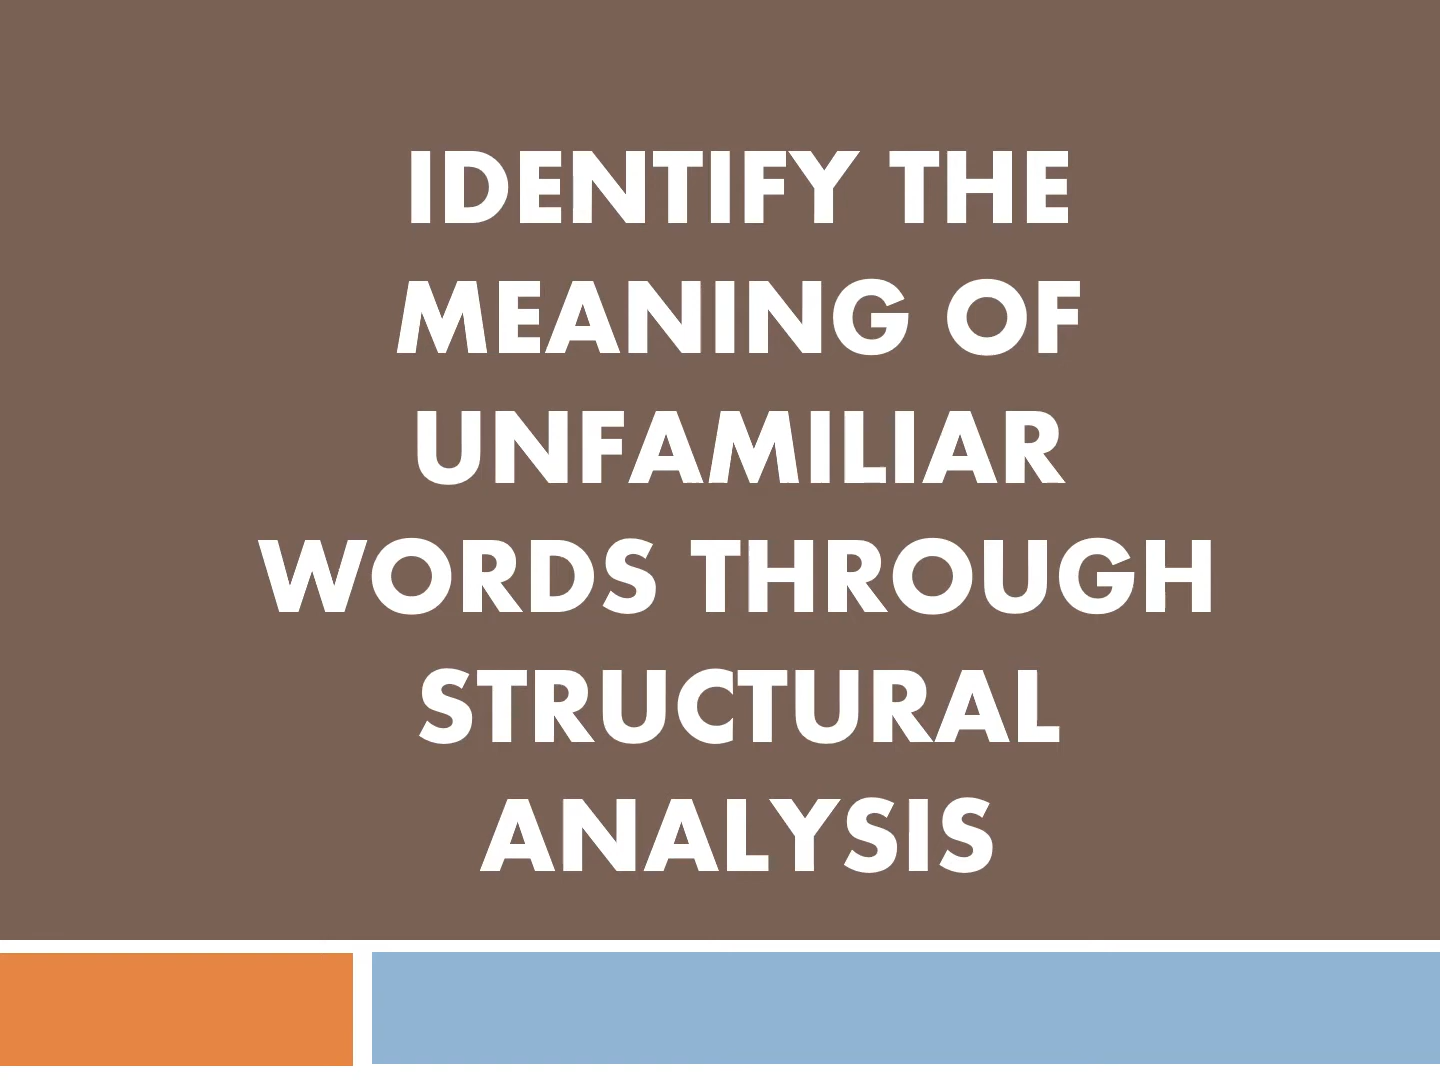 IDENTIFY THE
MEANING OF
UNFAMILIAR
WORDS THROUGH
STRUCTURAL
ANALYSIS